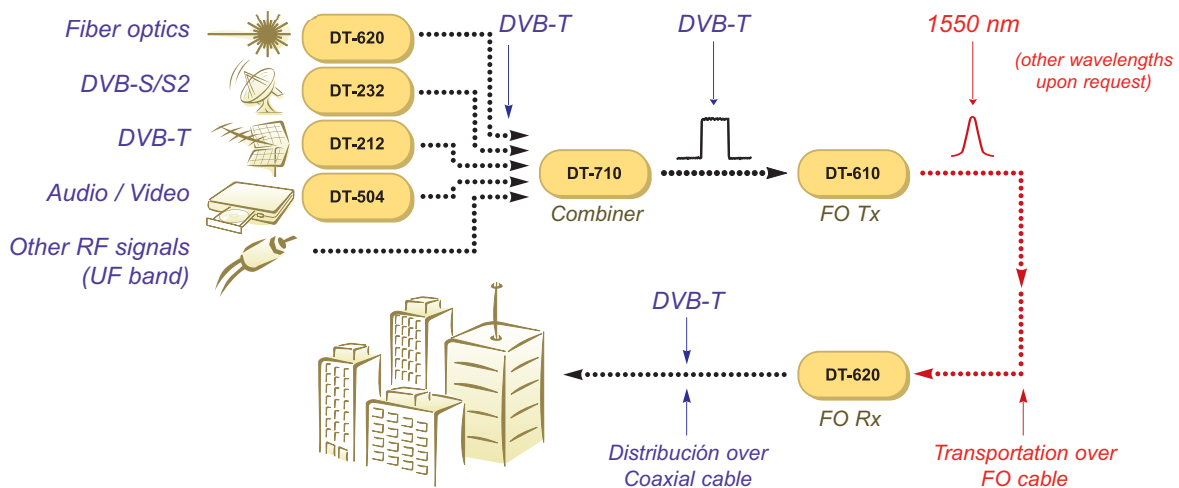 Fiber optics
DT-620
DVB-S/S2
DT-232
DVB-T
DT-212
Audio / Video
DT-504
Other RF signals
(UF band)
DVB-T
DT-710
Combiner
DVB-T
DT-610
FO Tx
1550 nm
(other wavelengths
upon request)
DVB-T
DT-620
FO Rx
Distribución over
Coaxial cable
Transportation over
FO cable